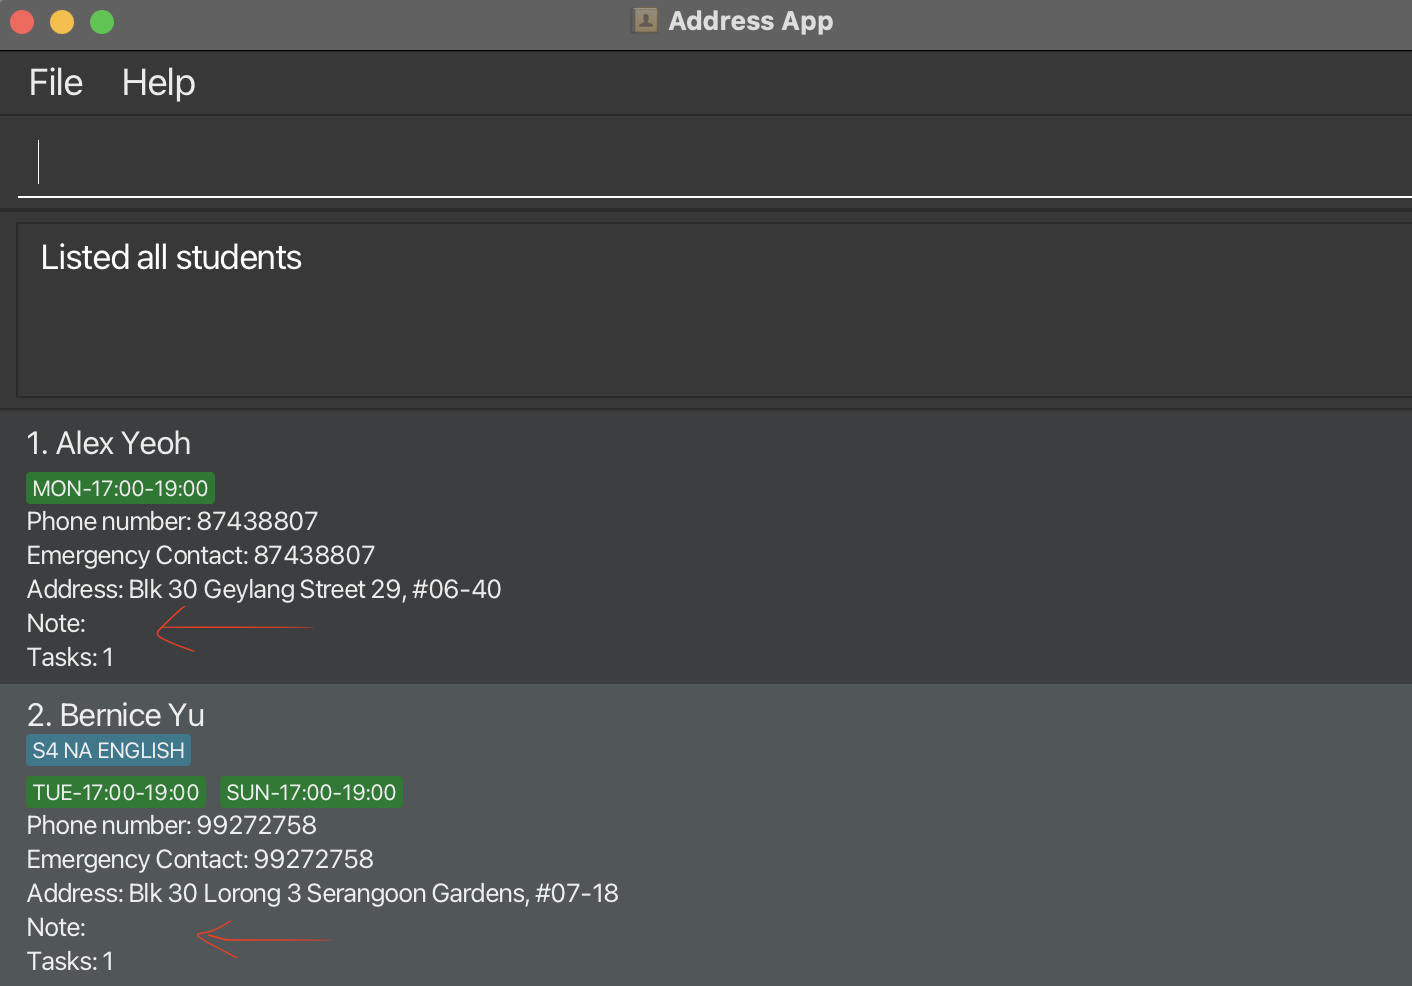 Address App
File Help
Listed all students
1. Alex Yeoh
MON-17:00-19:00
Phone number: 87438807
Emergency Contact: 87438807
Address: Blk 30 Geylang Street 29, #06-40
Note:
Tasks: 1
2. Bernice Yu
S4 NA ENGLISH
TUE-17:00-19:00 SUN-17:00-19:00
Phone number: 99272758
Emergency Contact: 99272758
Address: Blk 30 Lorong 3 Serangoon Gardens, #07-18
Note:
Tasks: 1